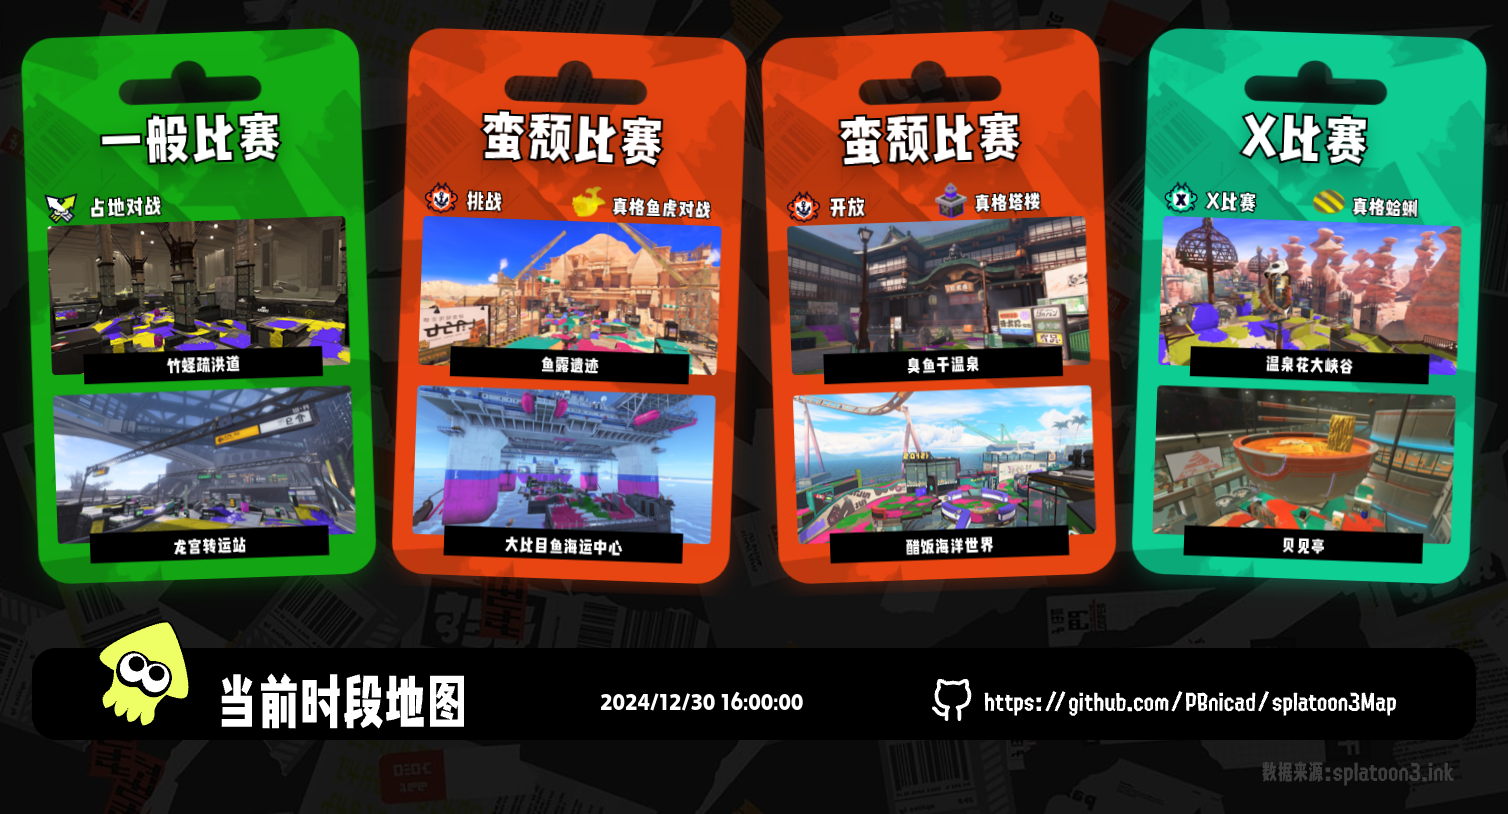 一般比赛
占地对战
竹蛏疏洪道
龙宫转运站
蛮颓比赛
挑战
真格鱼虎对战
鱼露遗迹
大比目鱼海运中心
蛮颓比赛
开放
真格塔楼
臭鱼干温泉
醋饭海洋世界
X比赛
X比赛
真格蛤蜊
温泉花大峡谷
贝见亭
当前时段地图
2024/12/30 16:00:00
https://github.com/PBnicad/splatoon3Map
数据来源:splatoon3.ink